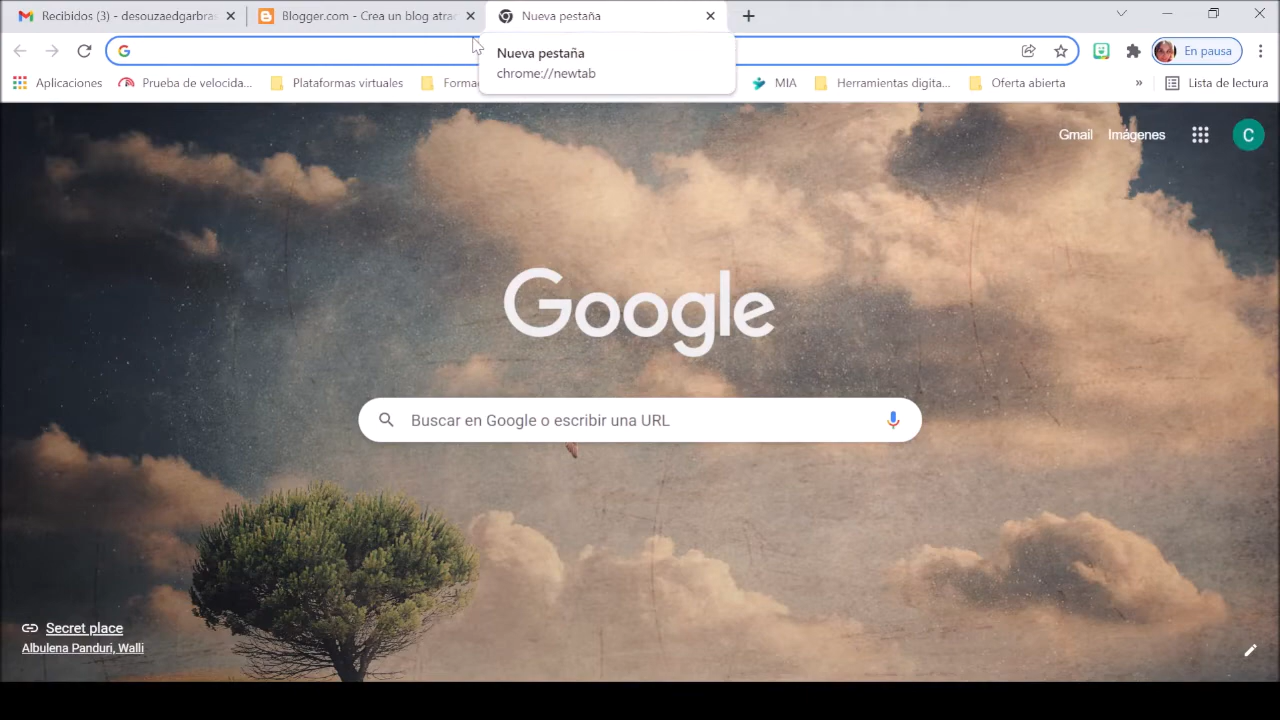 Recibidos (3) - desouzaedgarbras
Blogger.com - Crea un blog atrac
Nueva pestaña
Nueva pestaña
chrome://newtab
En pausa
Aplicaciones
Prueba de velocida...
Plataformas virtuales
Forma
MIA
Herramientas digita...
Oferta abierta
»
Lista de lectura
Gmail
Imágenes
C
Google
Buscar en Google o escribir una URL
Secret place
Albulena Panduri, Walli